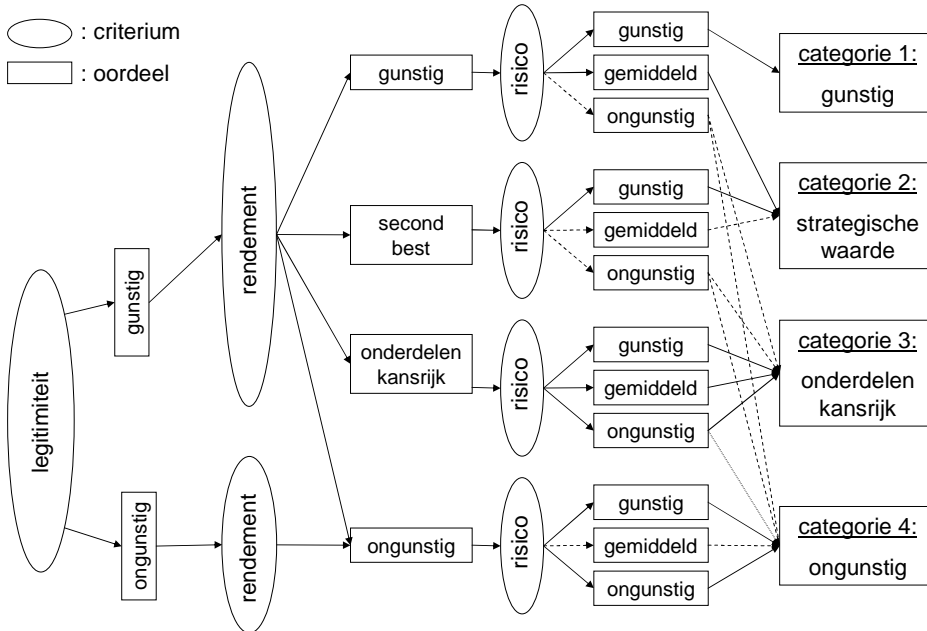 : criterium
: oordeel
legitimiteit
gunstig
ongunstig
rendement
rendement
gunstig
second
best
onderdelen
kansrijk
ongunstig
risico
gunstig
gemiddeld
ongunstig
risico
gunstig
gemiddeld
ongunstig
risico
gunstig
gemiddeld
ongunstig
risico
gunstig
gemiddeld
ongunstig
categorie 1:
gunstig
categorie 2:
strategische
waarde
categorie 3:
onderdelen
kansrijk
categorie 4:
ongunstig